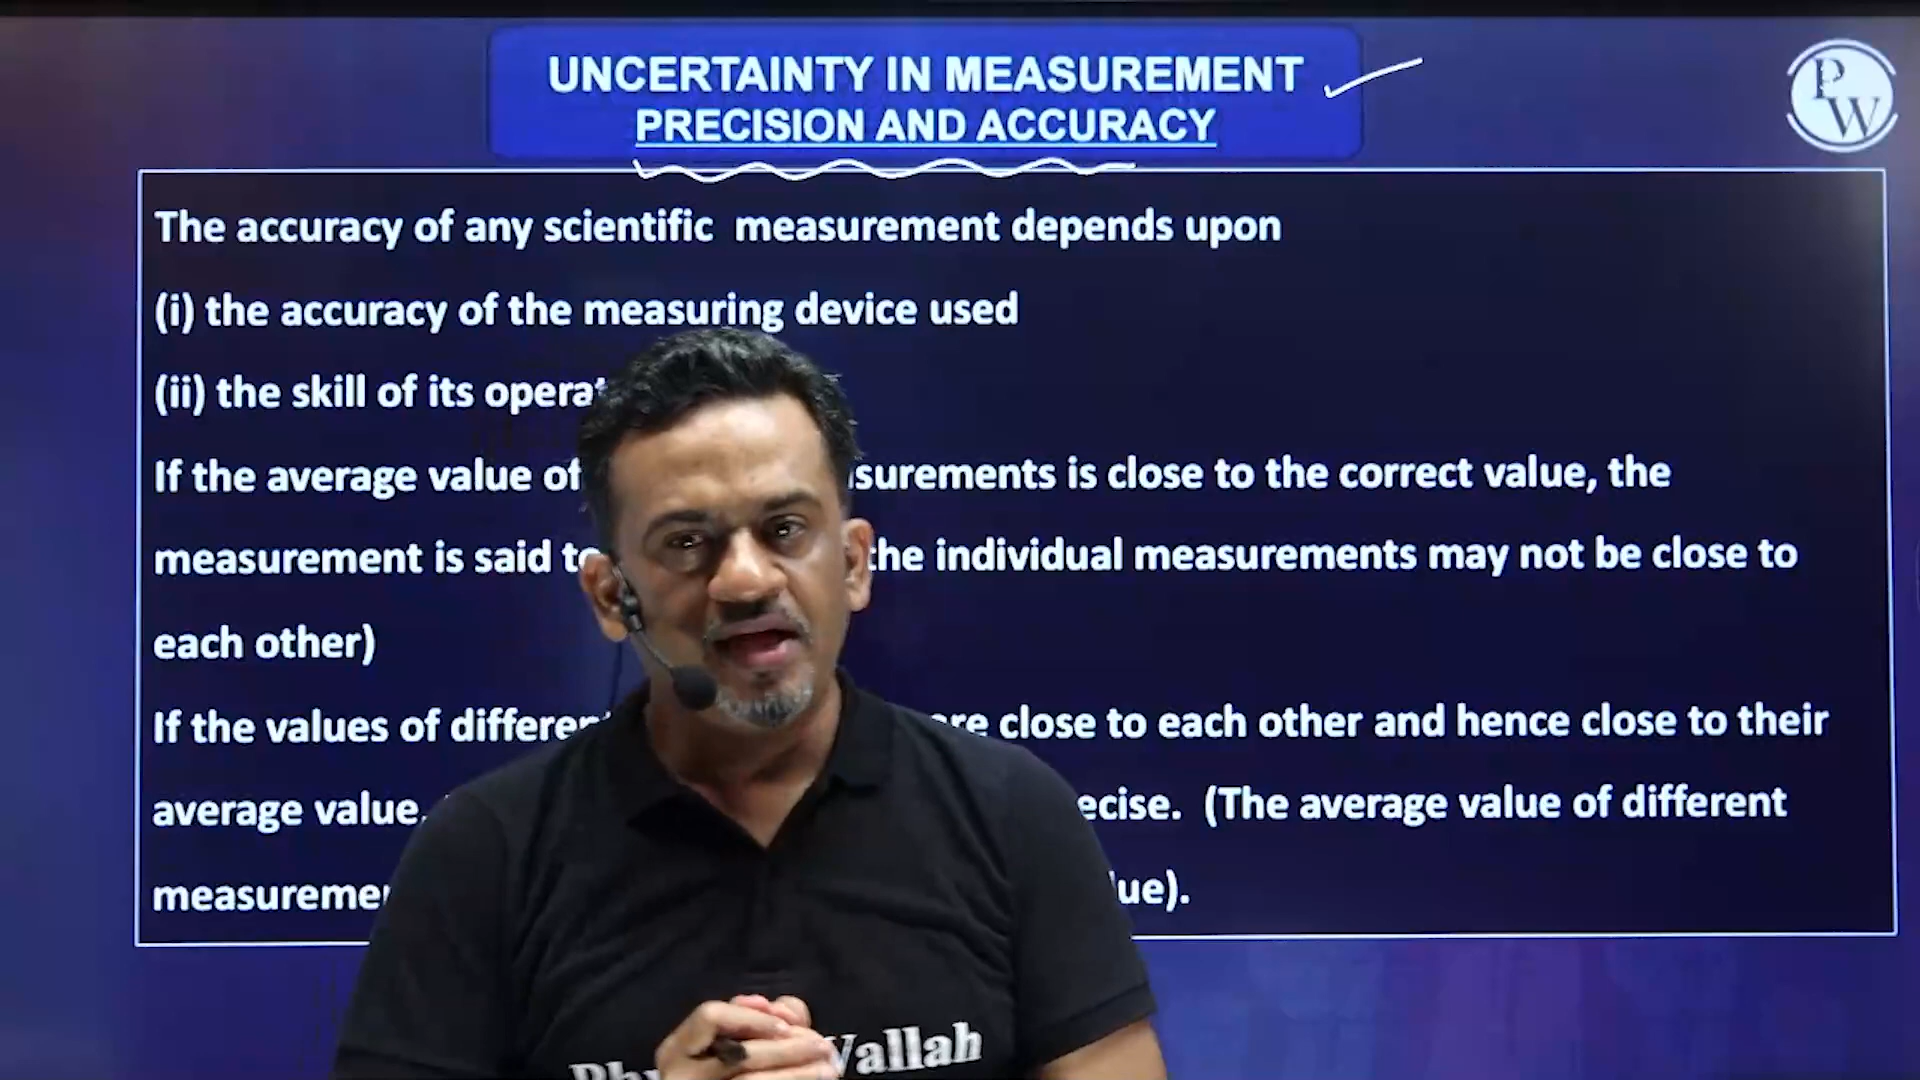 UNCERTAINTY IN MEASUREMENT
PRECISION AND ACCURACY
PW
The accuracy of any scientific measurement depends upon
(i) the accuracy of the measuring device used
(ii) the skill of its
If the average value of is close to the correct value, the
measurement is said the individual measurements may not be close to
each other)
If the values of close to each other and hence close to their
average value. (The average value of different
Wallah